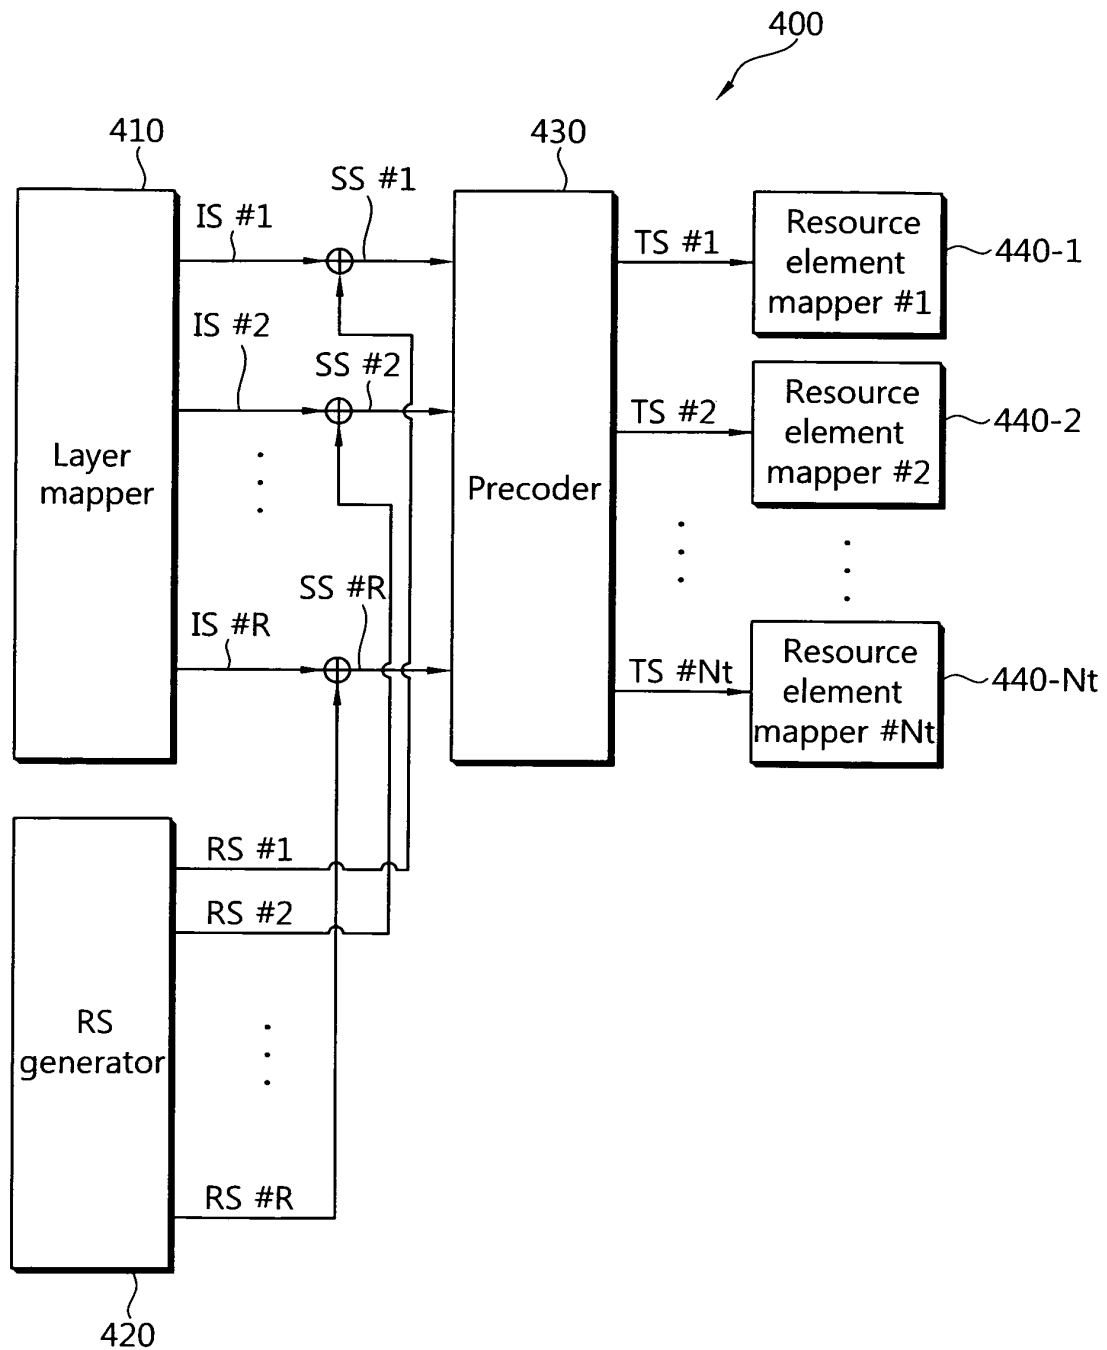 400
410
430
IS #1
SS #1
TS #1
Resource
element
mapper #1
440-1
IS #2
SS #2
TS #2
Resource
element
mapper #2
440-2
Layer
mapper
Precoder
IS #R
SS #R
TS #Nt
Resource
element
mapper #Nt
440-Nt
RS #1
RS #2
RS
generator
RS #R
420